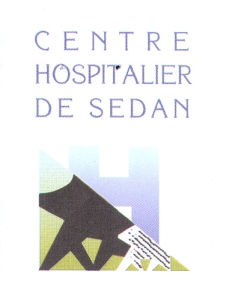 CENTRE
HOSPITALIER
DE SEDAN